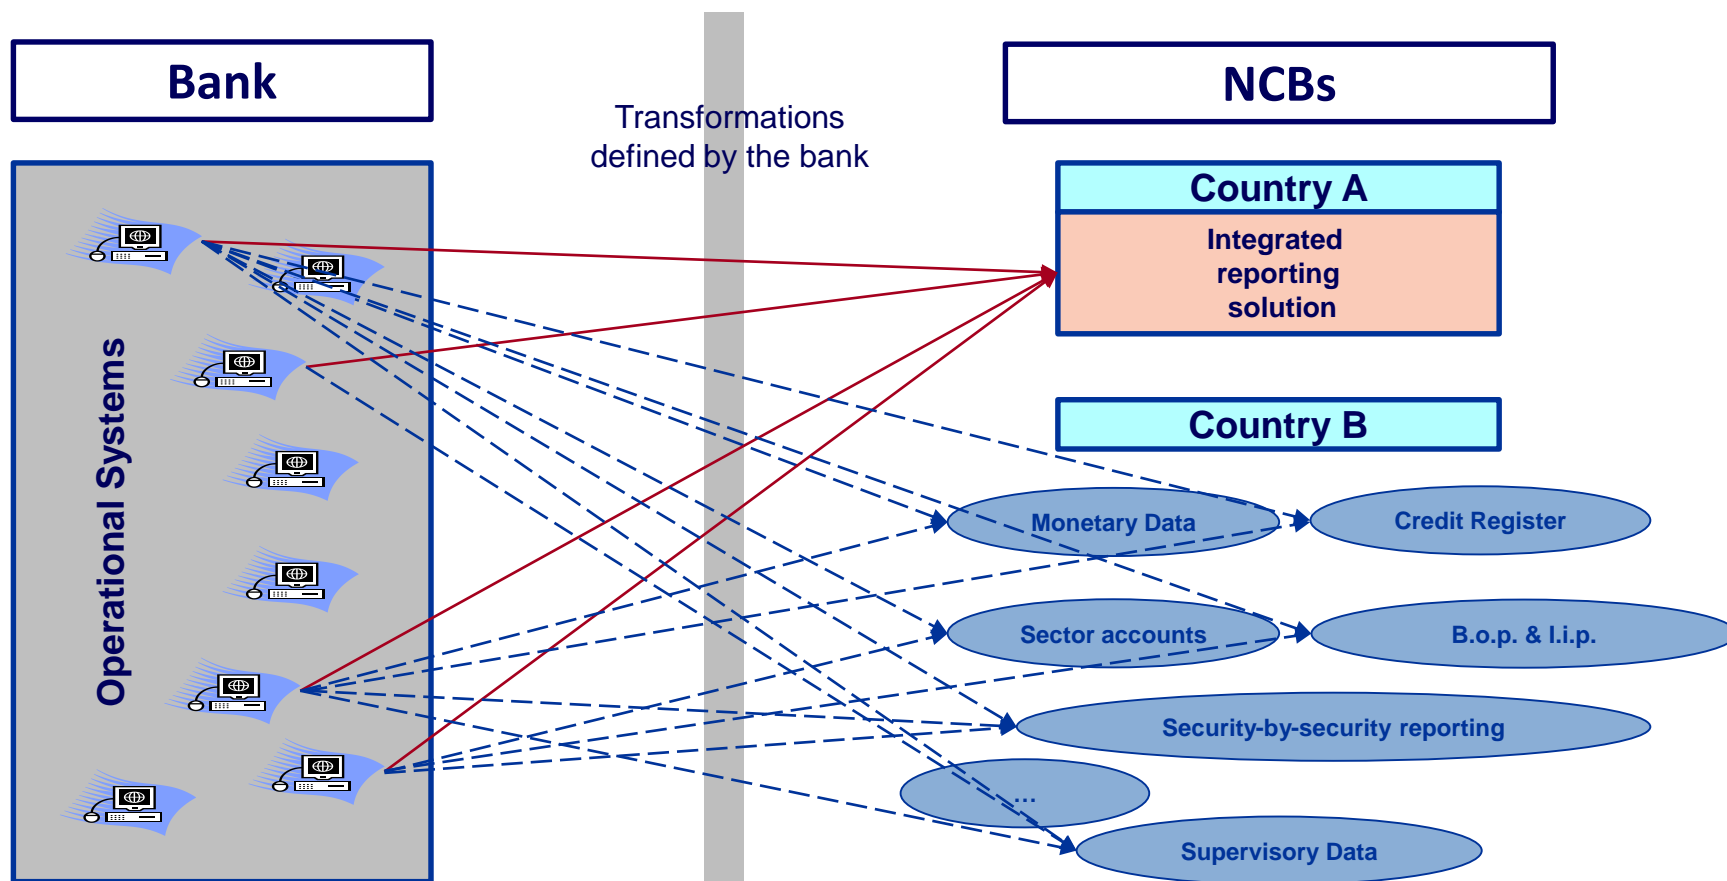 Bank
NCBs
Transformations
defined by the bank
Operational Systems
Country A
Integrated
reporting
solution
Country B
Monetary Data
Credit Register
Sector accounts
B.o.p. & I.i.p.
Security-by-security reporting
...
Supervisory Data